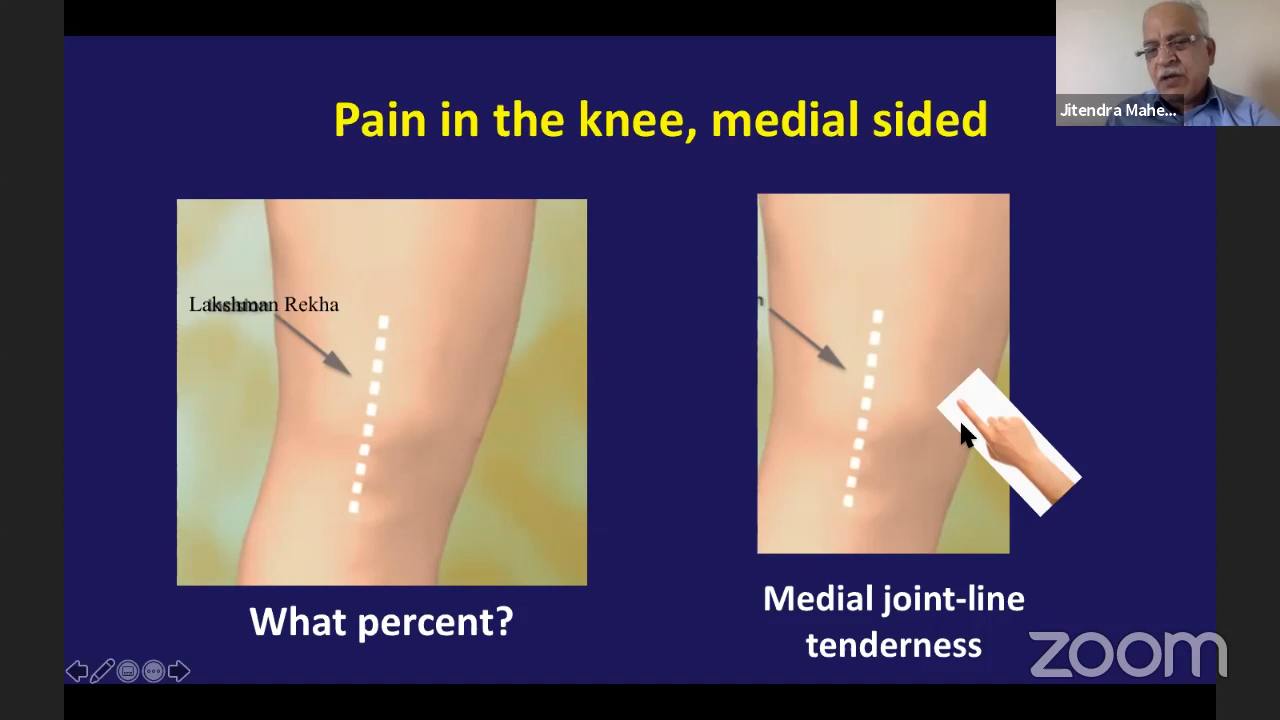 Pain in the knee, medial sided
Jitendra Mahe...
Lakshman Rekha
What percent?
Medial joint-line
tenderness
zoom